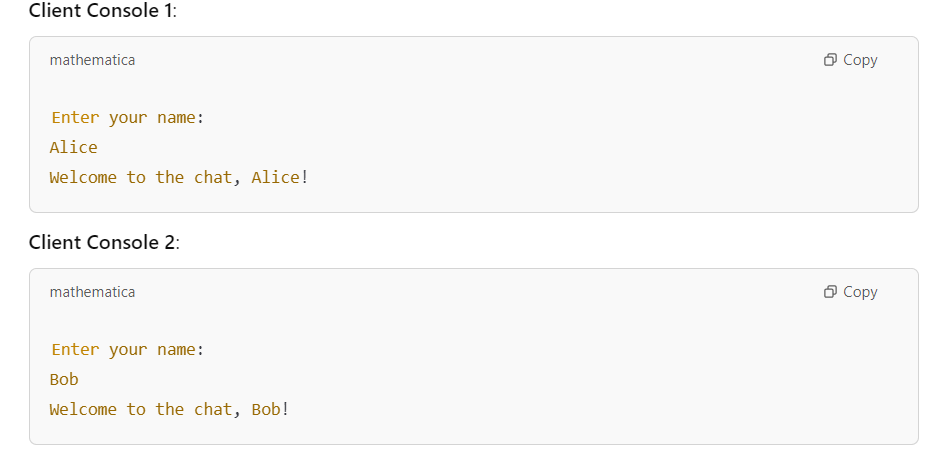 Client Console 1:
mathematica Copy
Enter your name:
Alice
Welcome to the chat, Alice!
Client Console 2:
mathematica Copy
Enter your name:
Bob
Welcome to the chat, Bob!